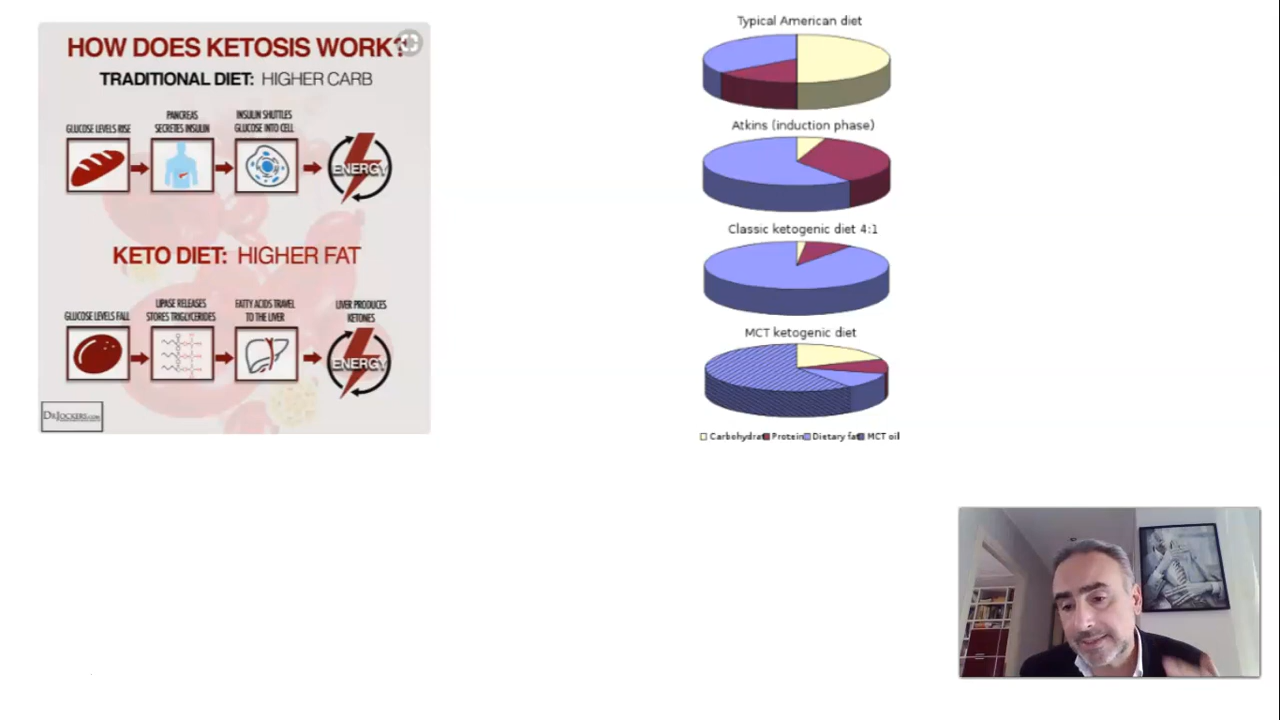 HOW DOES KETOSIS WORK?
TRADITIONAL DIET: HIGHER CARB
GLUCOSE LEVELS RISE
PANCREAS
SECRETES INSULIN
INSULIN SHUTTLES
GLUCOSE INTO CELL
ENERGY
KETO DIET: HIGHER FAT
GLUCOSE LEVELS FALL
LIPASE RELEASES
STORES TRIGLYCERIDES
FATTY ACIDS TRAVEL
TO THE LIVER
LIVER PRODUCES
KETONES
ENERGY
DRJOCKERS.COM
Typical American diet
Atkins (induction phase)
Classic ketogenic diet 4:1
MCT ketogenic diet
Carbohydrat Protein Dietary fat MCT oil